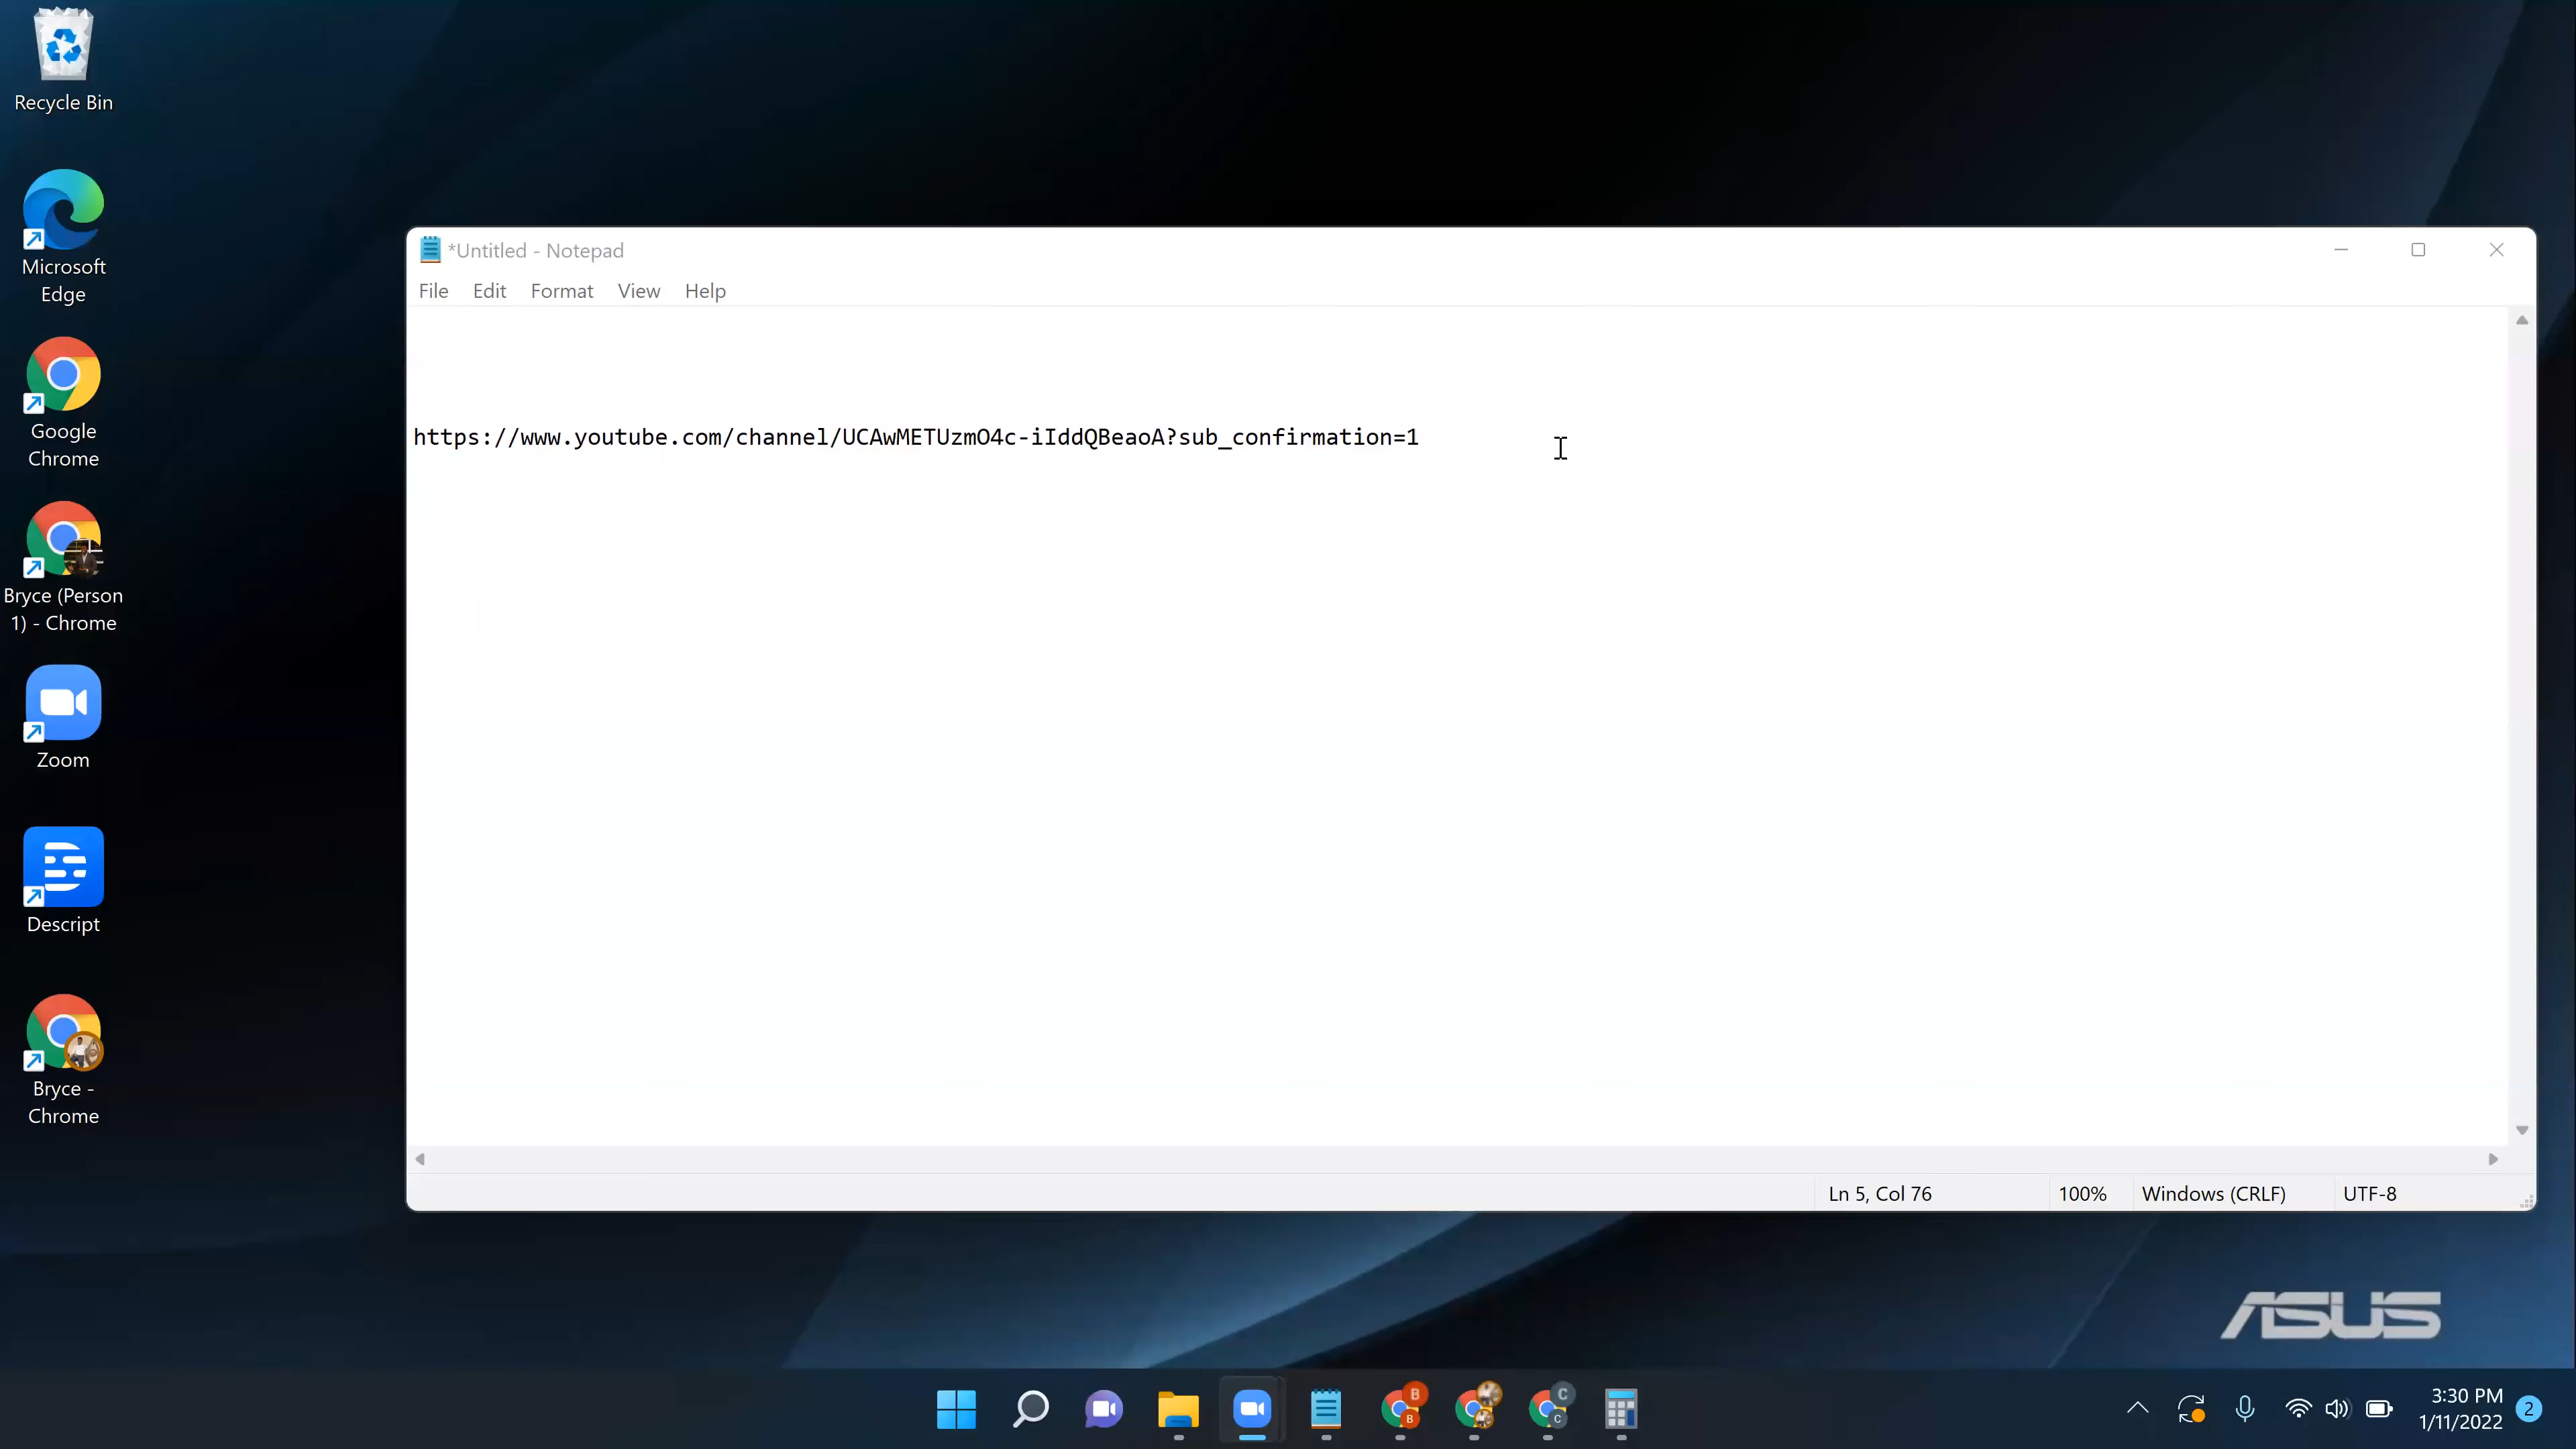 Recycle Bin
Microsoft
Edge
Google
Chrome
Bryce (Person
1) - Chrome
Zoom
Descript
Bryce -
Chrome
*Untitled - Notepad
File Edit Format View Help
https://www.youtube.com/channel/UCAwMETUzmO4c-iIddQBeaoA?sub_confirmation=1
Ln 5, Col 76 100% Windows (CRLF) UTF-8
ASUS
B
B
C
C
3:30 PM
1/11/2022
2